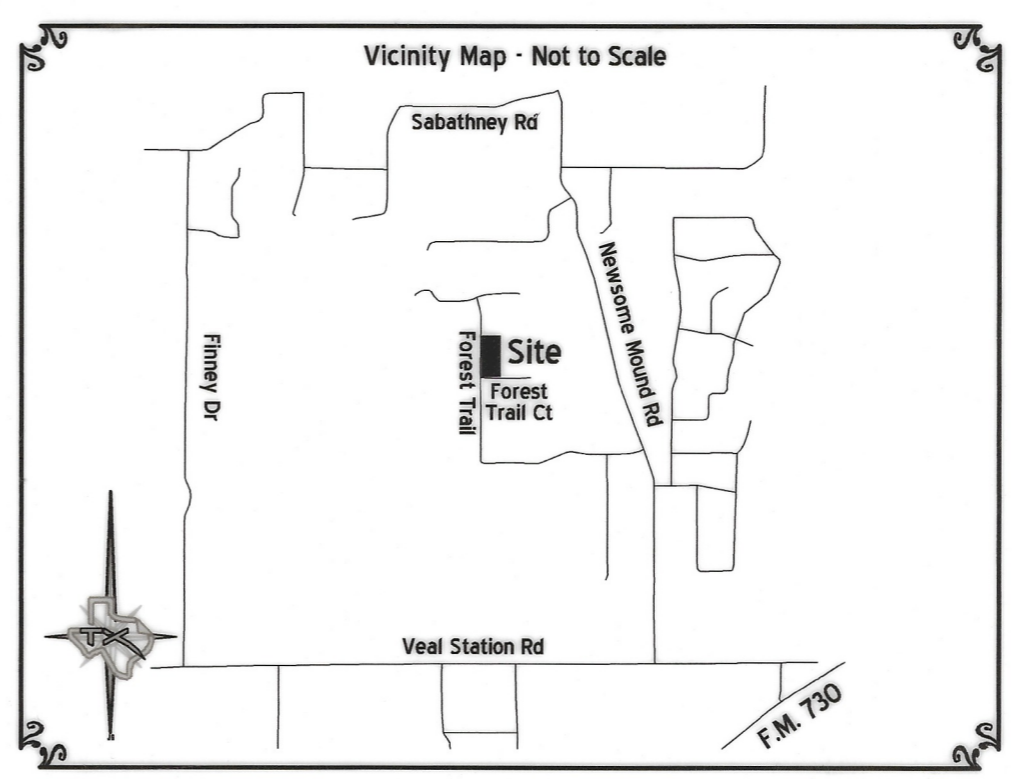 Vicinity Map - Not to Scale
Sabathney Rd
Newsome Mound Rd
Finney Dr
Forest Trail
Site
Forest
Trail Ct
TX
Veal Station Rd
F.M. 730